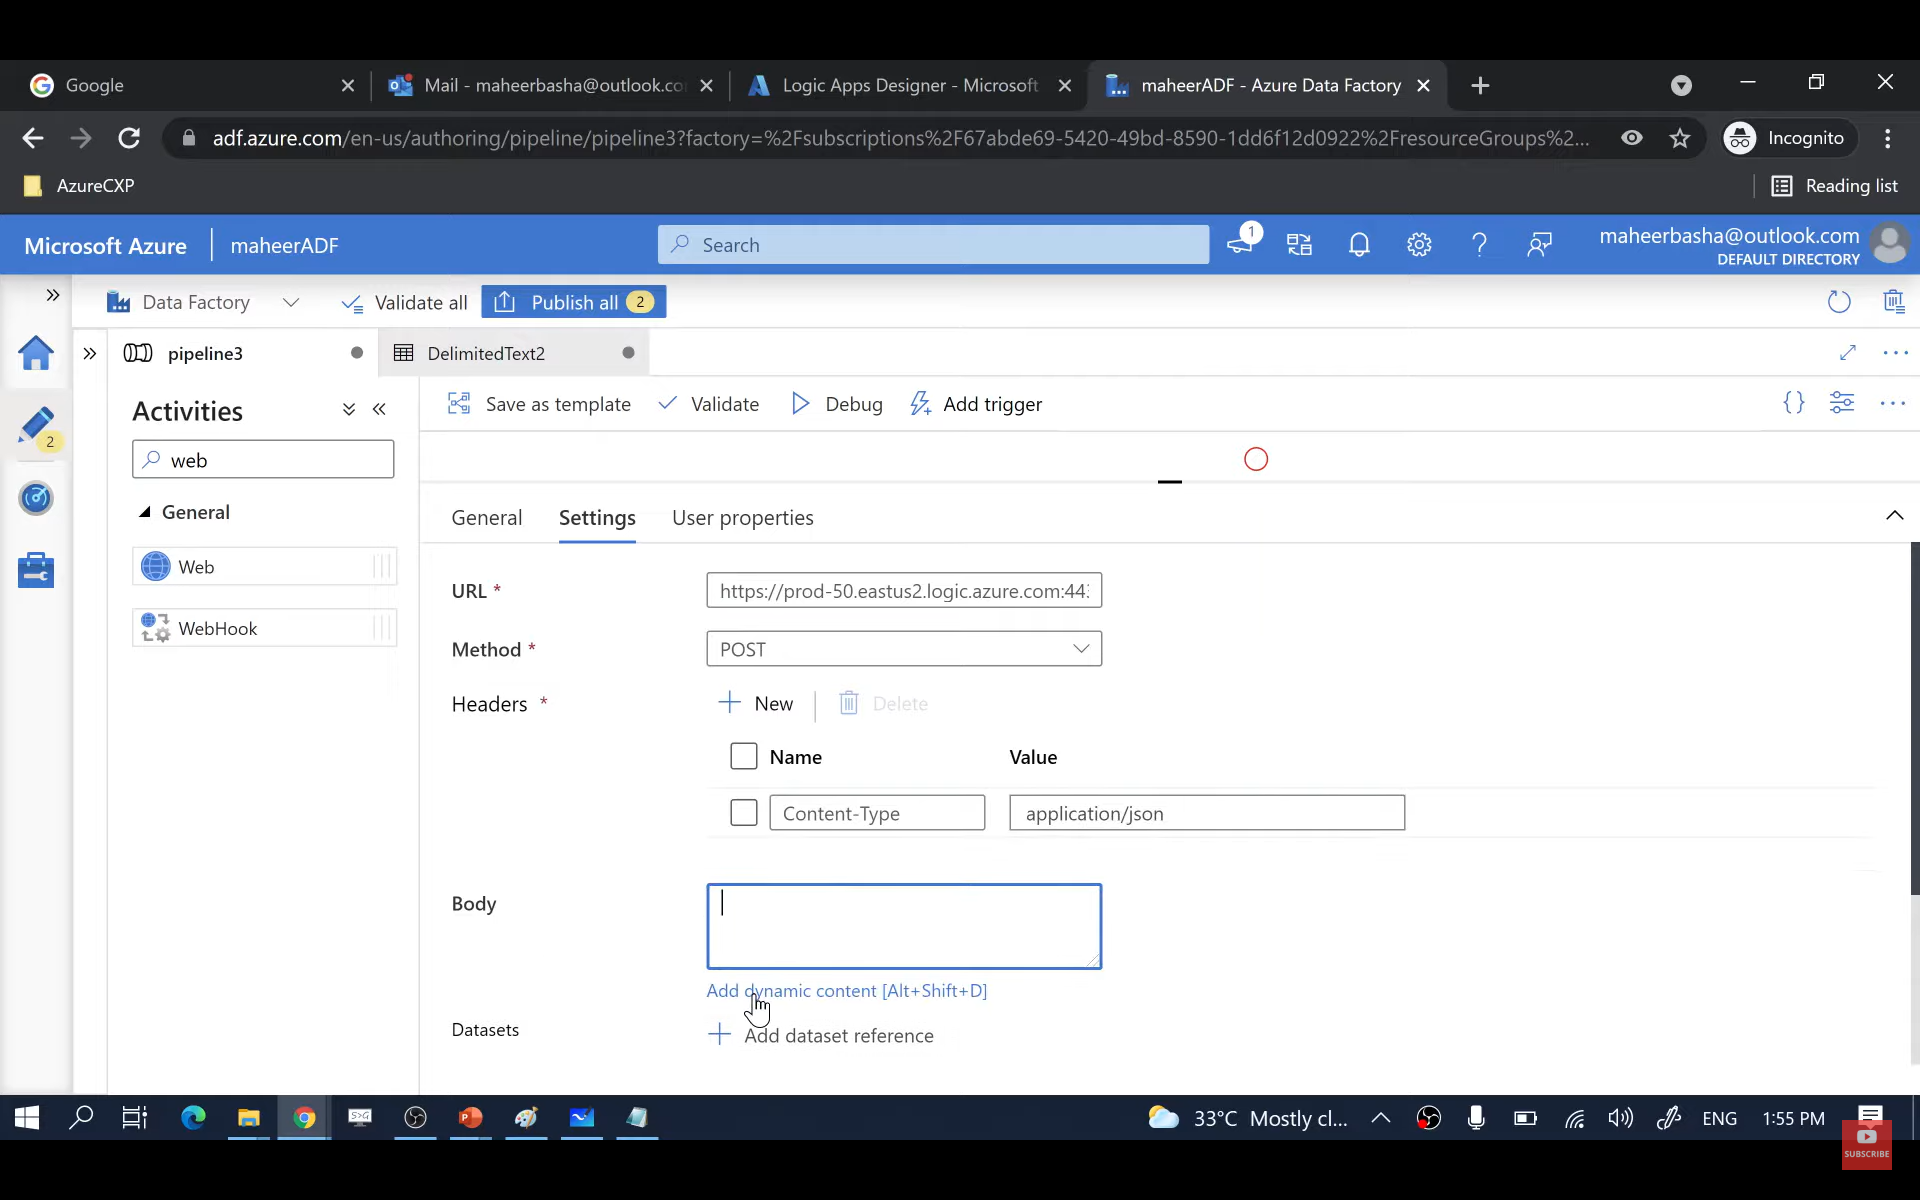 Google
Mail - maheerbasha@outlook.co
Logic Apps Designer - Microsoft
maheerADF - Azure Data Factory
adf.azure.com/en-us/authoring/pipeline/pipeline3?factory=%2Fsubscriptions%2F67abde69-5420-49bd-8590-1dd6f12d0922%2FresourceGroups%2...
Incognito
AzureCXP
Reading list
Microsoft Azure
maheerADF
Search
1
maheerbasha@outlook.com
DEFAULT DIRECTORY
Data Factory
Validate all
Publish all 2
pipeline3
DelimitedText2
2
Activities
Save as template
Validate
Debug
Add trigger
web
General
Web
WebHook
General
Settings
User properties
URL *
https://prod-50.eastus2.logic.azure.com:44
Method *
POST
Headers *
New
Delete
Name
Value
Content-Type
application/json
Body
Add dynamic content [Alt+Shift+D]
Datasets
Add dataset reference
33°C Mostly cl...
ENG
1:55 PM
SUBSCRIBE